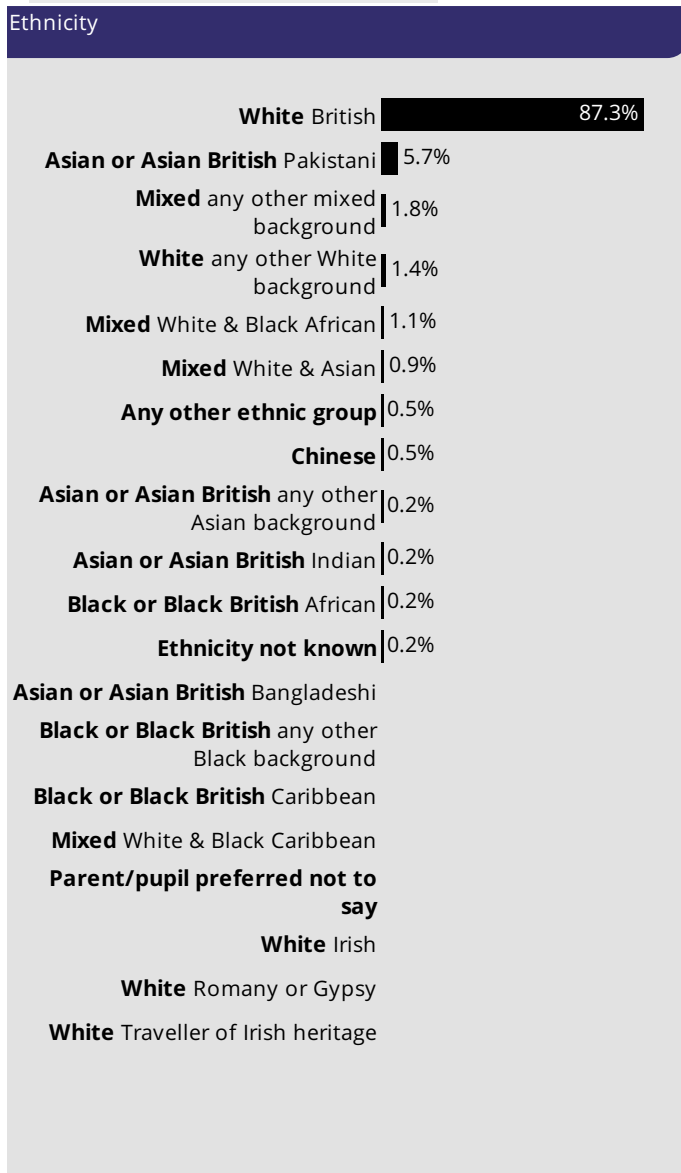 Ethnicity
White British 87.3%
Asian or Asian British Pakistani 5.7%
Mixed any other mixed
background 1.8%
White any other White
background 1.4%
Mixed White & Black African 1.1%
Mixed White & Asian 0.9%
Any other ethnic group 0.5%
Chinese 0.5%
Asian or Asian British any other
Asian background 0.2%
Asian or Asian British Indian 0.2%
Black or Black British African 0.2%
Ethnicity not known 0.2%
Asian or Asian British Bangladeshi
Black or Black British any other
Black background
Black or Black British Caribbean
Mixed White & Black Caribbean
Parent/pupil preferred not to
say
White Irish
White Romany or Gypsy
White Traveller of Irish heritage